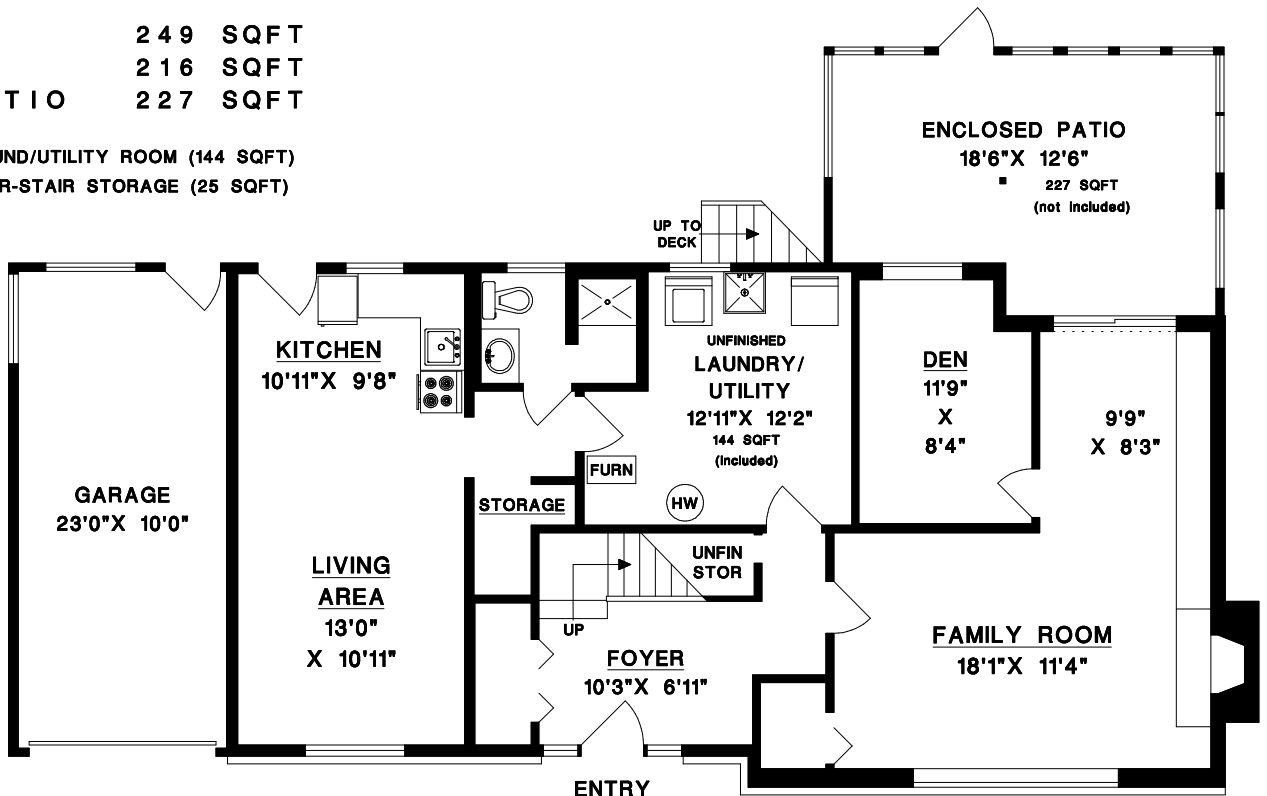 249 SQFT
216 SQFT
TIO 227 SQFT
UND/UTILITY ROOM (144 SQFT)
R-STAIR STORAGE (25 SQFT)
ENCLOSED PATIO
18'6"X 12'6"
227 SQFT
(not included)
UP TO
DECK
KITCHEN
10'11"X 9'8"
UNFINISHED
LAUNDRY/
UTILITY
12'11"X 12'2"
144 SQFT
(included)
DEN
11'9"
X
8'4"
9'9"
X 8'3"
FURN
HW
STORAGE
GARAGE
23'0"X 10'0"
LIVING
AREA
13'0"
X 10'11"
UNFIN
STOR
UP
FOYER
10'3"X 6'11"
FAMILY ROOM
18'1"X 11'4"
ENTRY